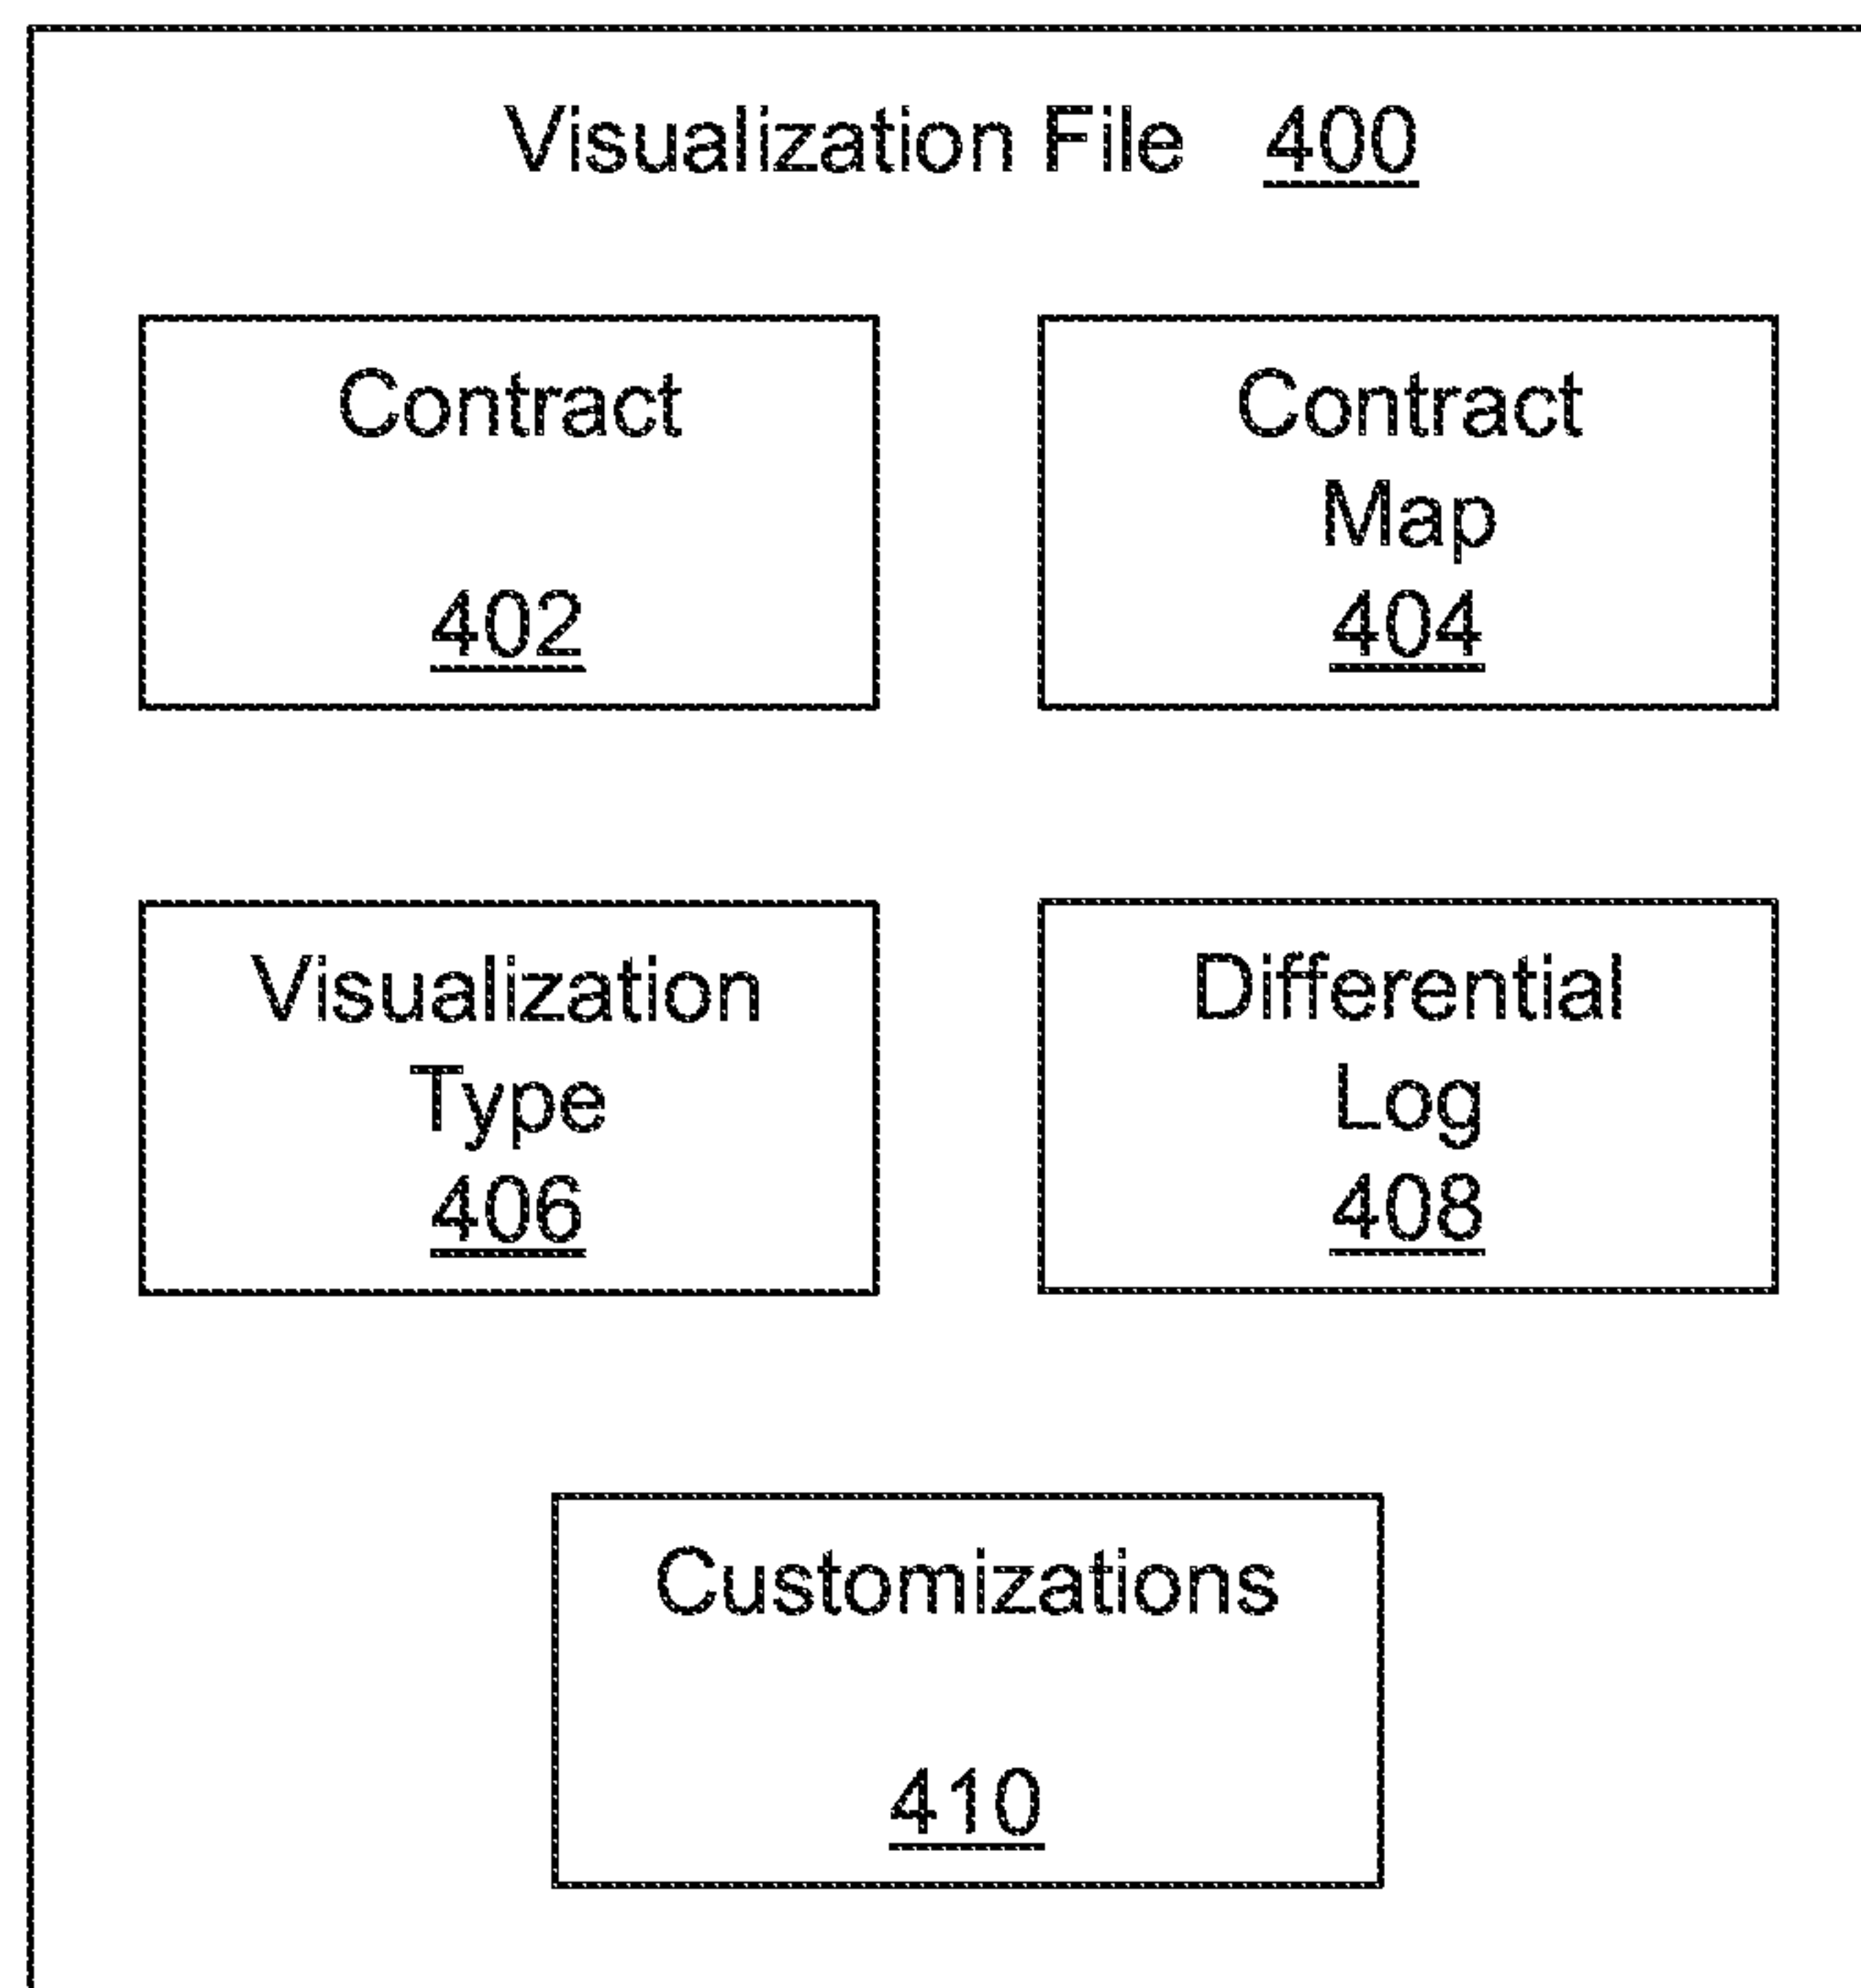 Visualization File 400
Contract
402
Contract
Map
404
Visualization
Type
406
Differential
Log
408
Customizations
410